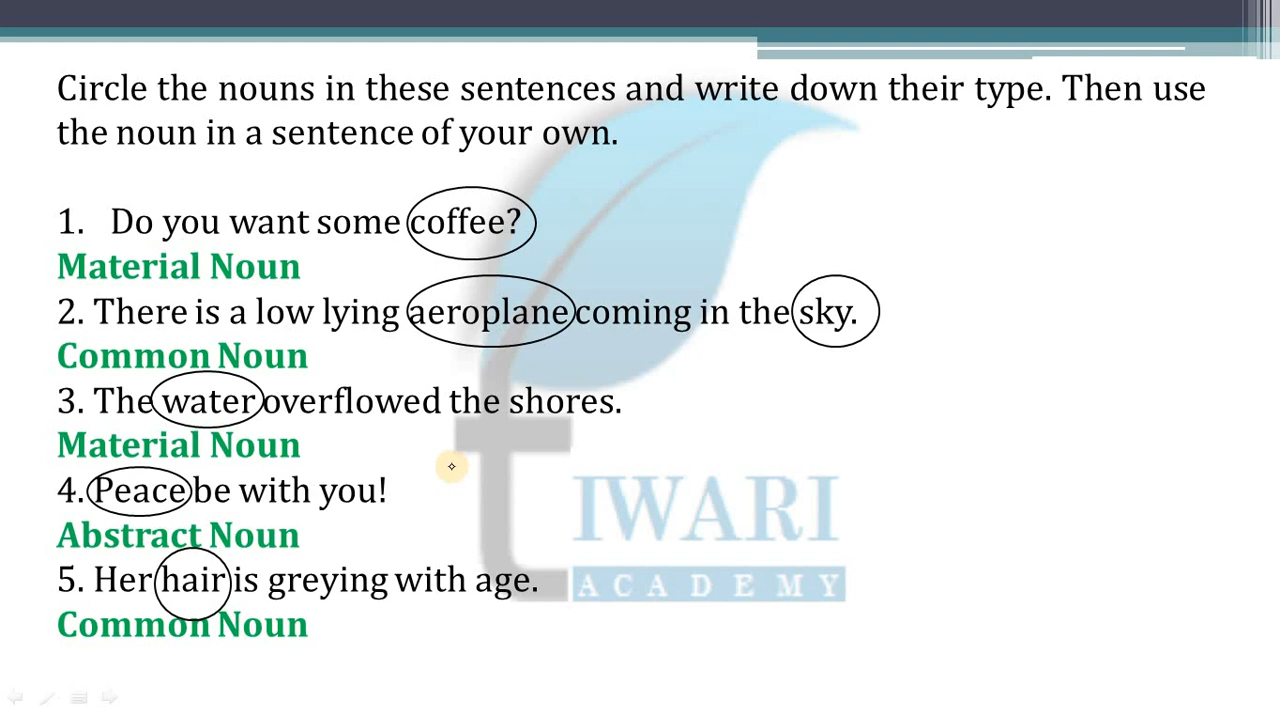 Circle the nouns in these sentences and write down their type. Then use
the noun in a sentence of your own.
1. Do you want some coffee?
Material Noun
2. There is a low lying aeroplane coming in the sky.
Common Noun
3. The water overflowed the shores.
Material Noun
4. Peace be with you!
Abstract Noun
5. Her hair is greying with age.
Common Noun
tIWARI
ACADEMY